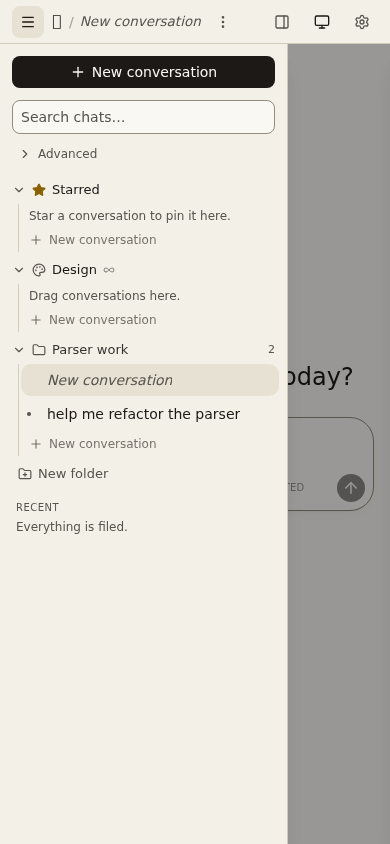 / New conversation
New conversation
Search chats...
Advanced
Starred
Star a conversation to pin it here.
New conversation
Design
Drag conversations here.
New conversation
Parser work 2
New conversation
help me refactor the parser
New conversation
New folder
RECENT
Everything is filed.